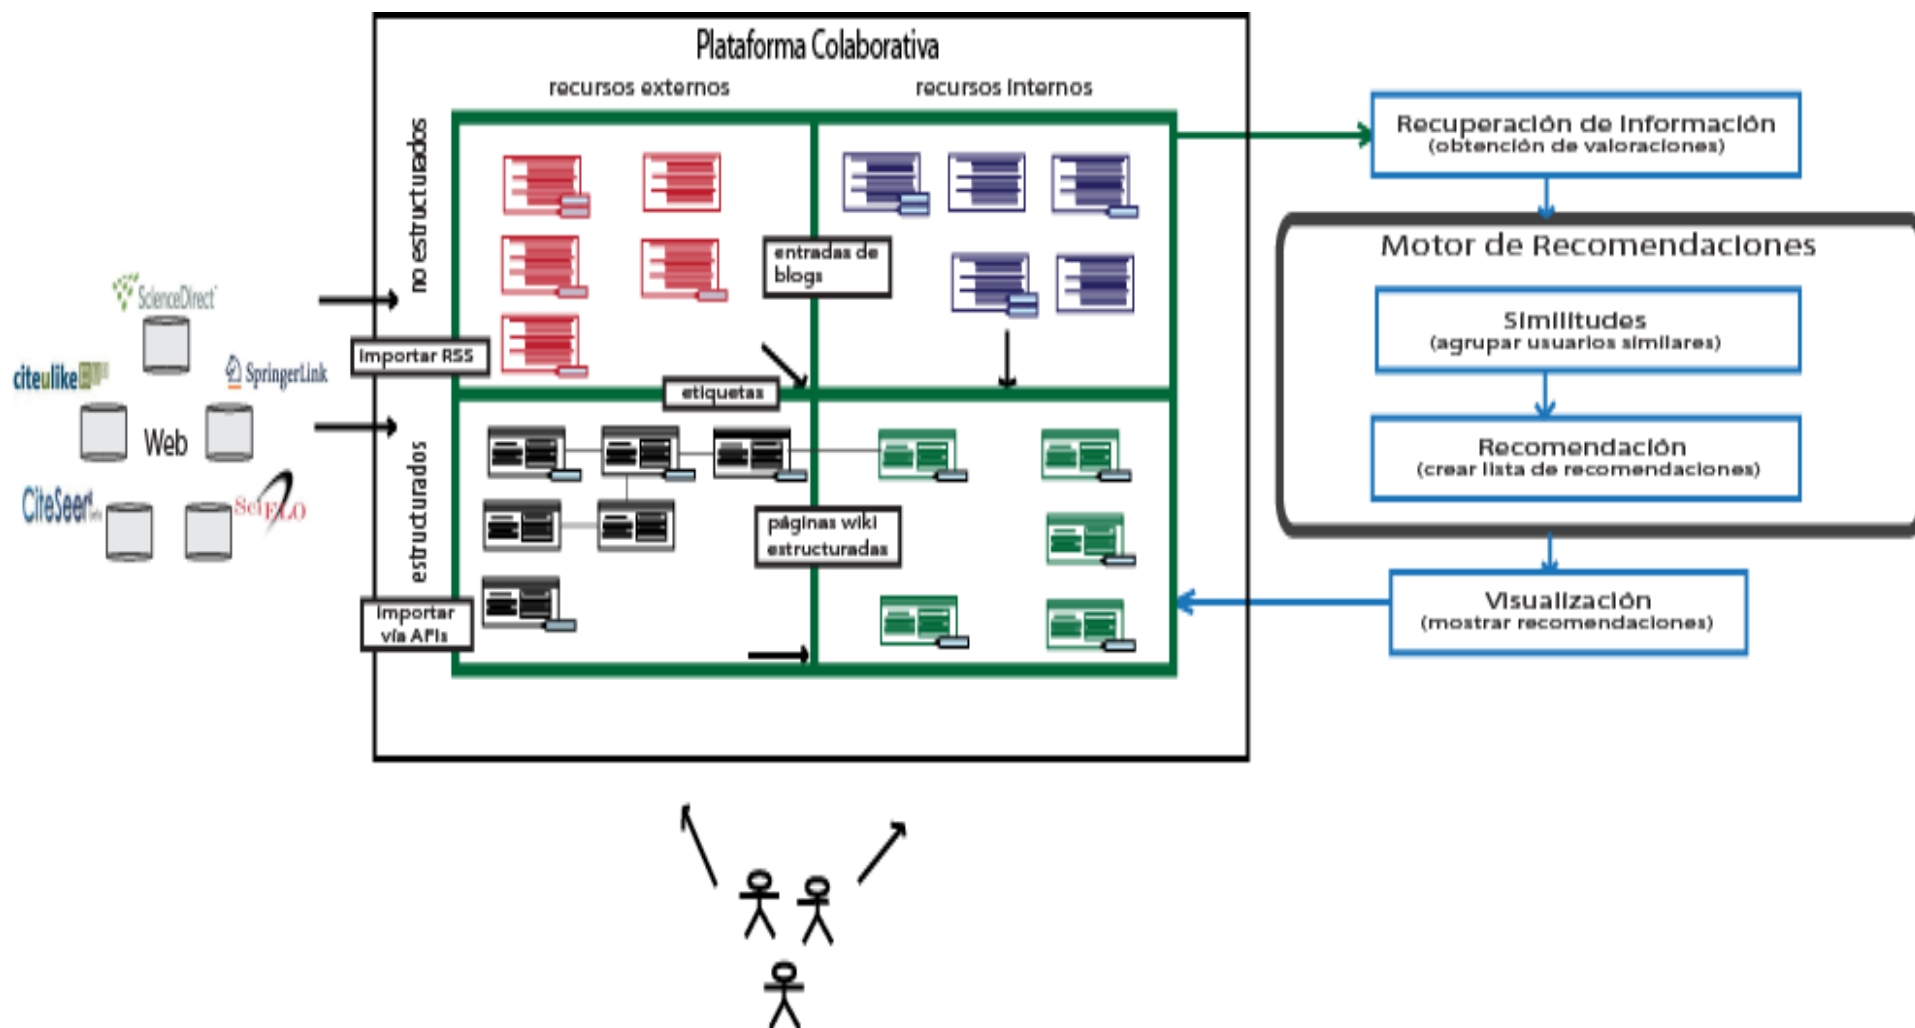 Plataforma Colaborativa
recursos externos
recursos internos
no estructurados
estructurados
ScienceDirect
citeulike
SpringerLink
Web
CiteSeer
SciELO
importar RSS
importar
vía APIs
entradas de
blogs
etiquetas
páginas wiki
estructuradas
Recuperación de Información
(obtención de valoraciones)
Motor de Recomendaciones
Similitudes
(agrupar usuarios similares)
Recomendación
(crear lista de recomendaciones)
Visualización
(mostrar recomendaciones)